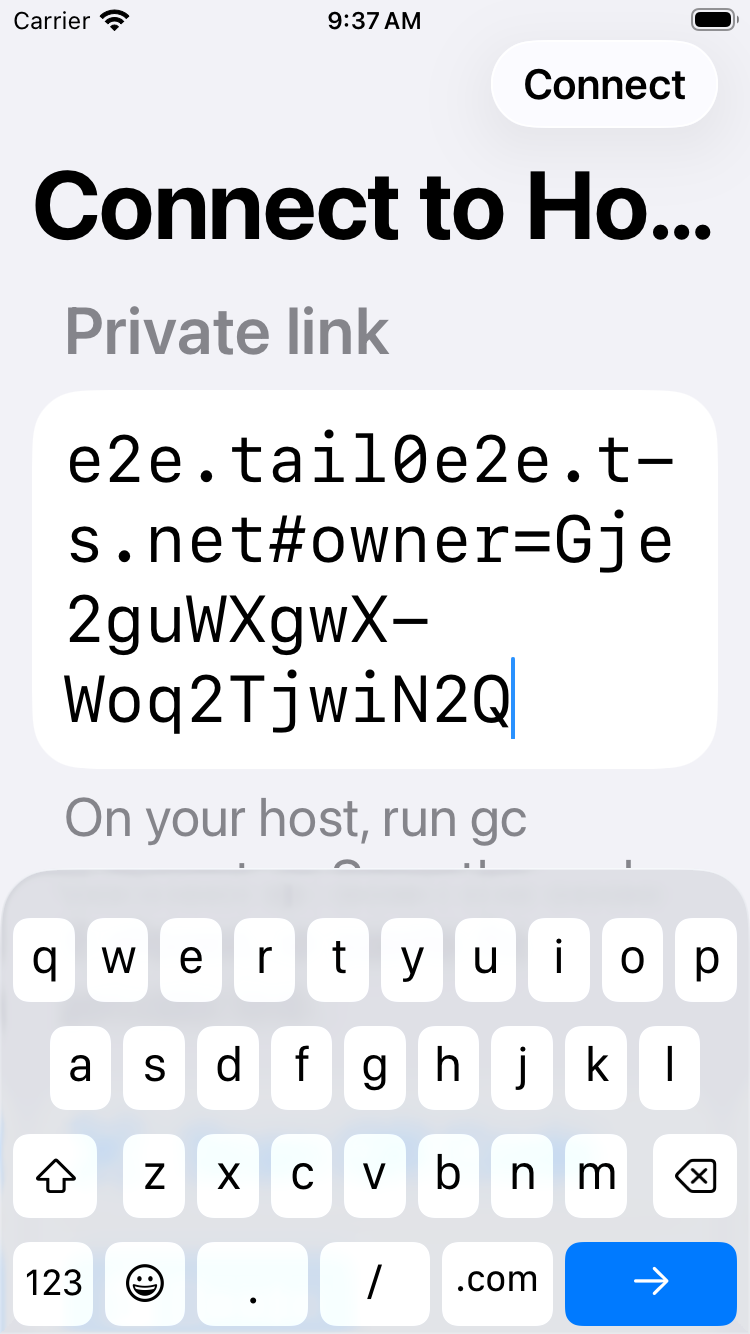 Carrier 9:37 AM
Connect
Connect to Ho...
Private link
e2e.tail0e2e.t-
s.net#owner=Gje
2guWXgwX-
Woq2TjwiN2Q
On your host, run gc
q w e r t y u i o p
a s d f g h j k l
z x c v b n m
123 . / .com